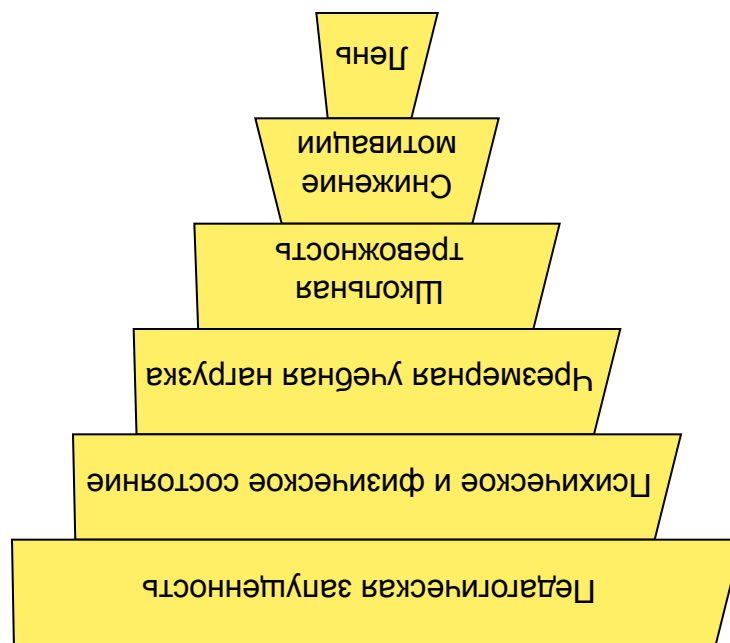 Педагогическая запущенность
Психическое и физическое состояние
Чрезмерная учебная нагрузка
Школьная
тревожность
Снижение
мотивации
Лень